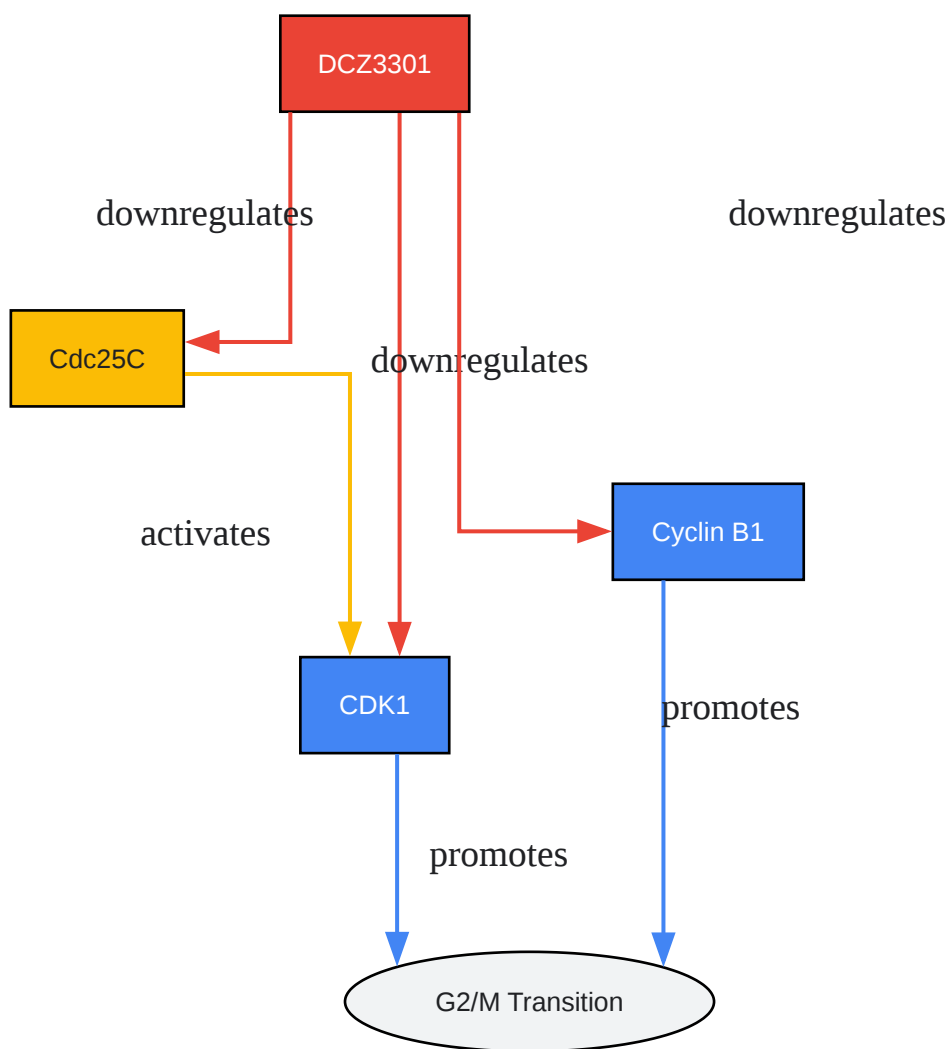 DCZ3301
downregulates
downregulates
Cdc25C
downregulates
activates
Cyclin B1
CDK1
promotes
promotes
G2/M Transition